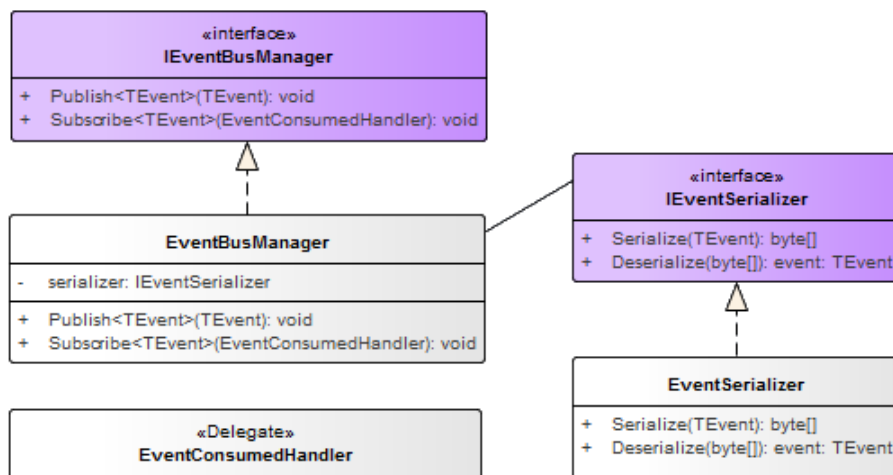 «interface»
IEventBusManager
+ Publish<TEvent>(TEvent): void
+ Subscribe<TEvent>(EventConsumedHandler): void
«interface»
IEventSerializer
+ Serialize(TEvent): byte[]
+ Deserialize(byte[]): event: TEvent
EventBusManager
- serializer: IEventSerializer
+ Publish<TEvent>(TEvent): void
+ Subscribe<TEvent>(EventConsumedHandler): void
EventSerializer
+ Serialize(TEvent): byte[]
+ Deserialize(byte[]): event: TEvent
«Delegate»
EventConsumedHandler